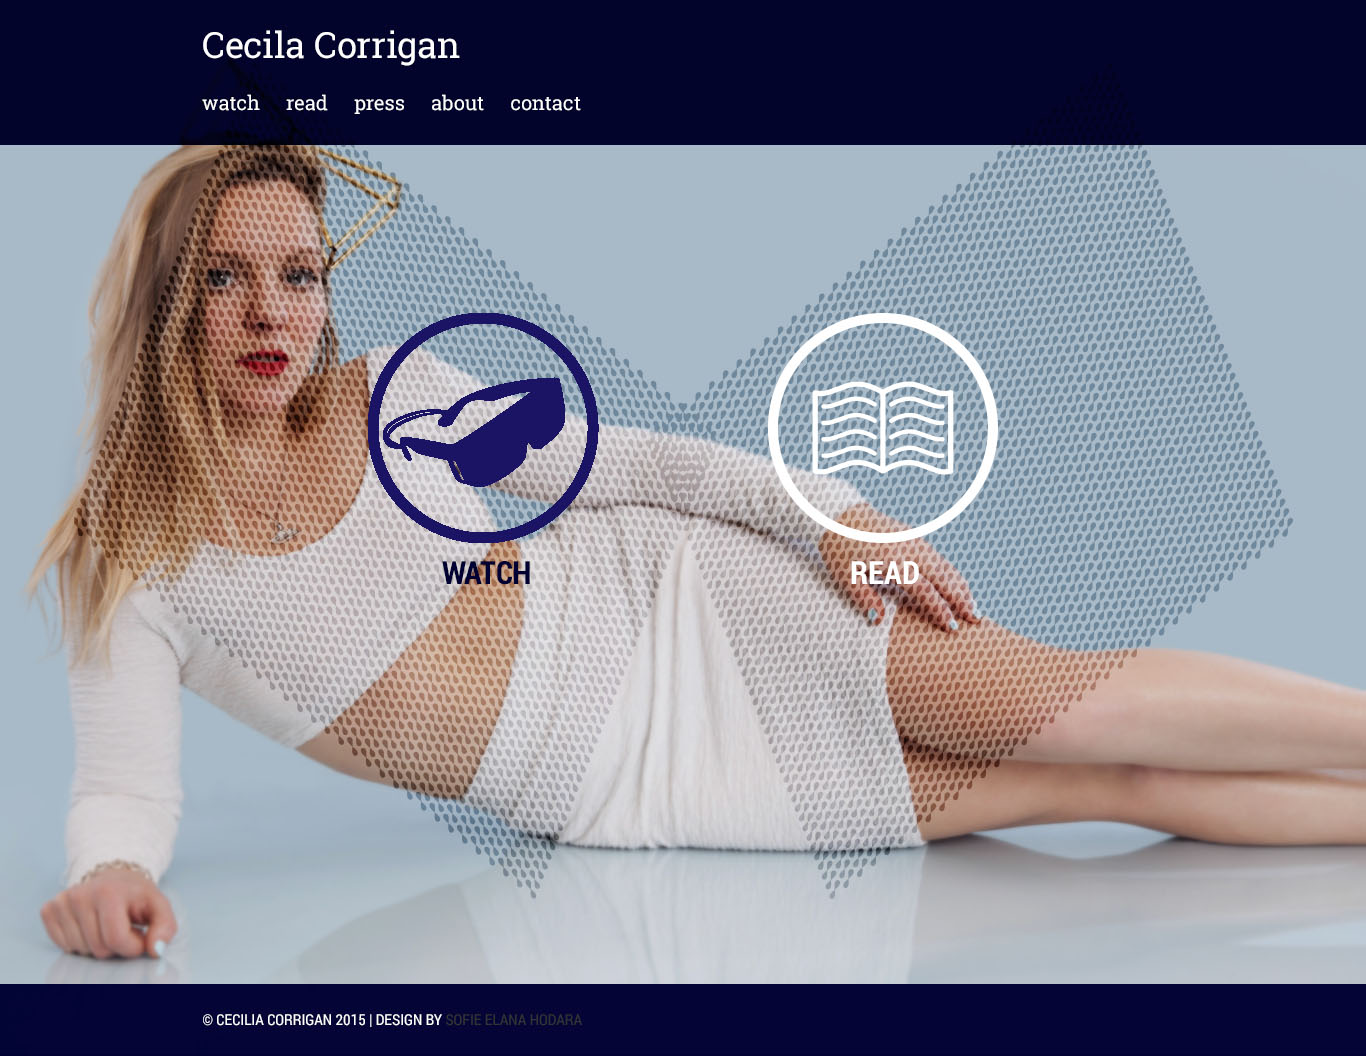 Cecila Corrigan
watch read press about contact
WATCH
READ
© CECILIA CORRIGAN 2015 | DESIGN BY SOFIE ELANA HODARA